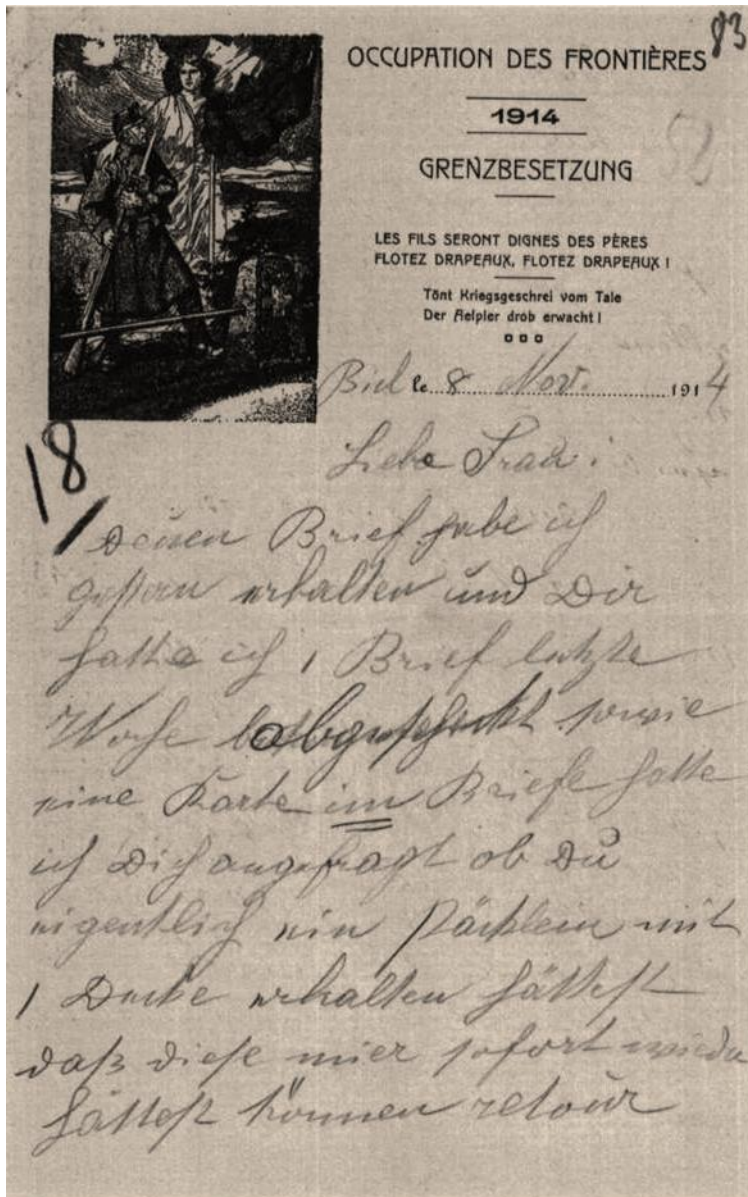 83
OCCUPATION DES FRONTIÈRES
1914
52
GRENZBESETZUNG
LES FILS SERONT DIGNES DES PÈRES
FLOTEZ DRAPEAUX, FLOTEZ DRAPEAUX !
Tönt Kriegsgeschrei vom Tale
Der Aelpler drob erwacht !
Biel le 8 Nov. 1914
Liebe Frau !
18
Deinen Brief habe ich
gestern erhalten und Dir
hatte ich 1 Brief letzte
Woche abgeschickt sowie
eine Karte im Briefe hatte
ich Dich angefragt ob Du
eigentlich ein Päcklein mit
1 Decke erhalten hättest
daß diese mier sofort wieder
hättest können retour